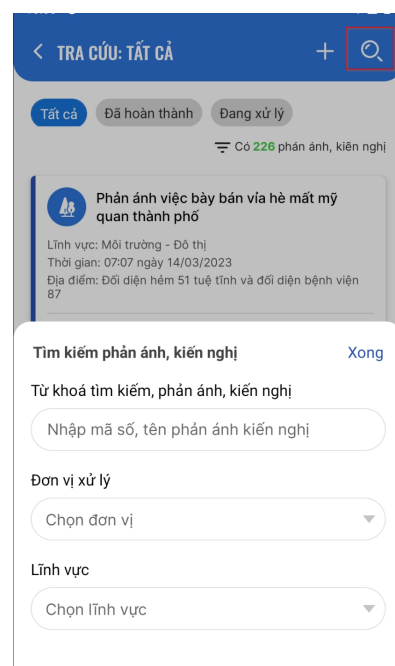 TRA CỨU: TẤT CẢ
Tất cả Đã hoàn thành Đang xử lý
Có 226 phán ánh, kiến nghị
Phản ánh việc bày bán vỉa hè mất mỹ
quan thành phố
Lĩnh vực: Môi trường - Đô thị
Thời gian: 07:07 ngày 14/03/2023
Địa điểm: Đối diện hẻm 51 tuệ tĩnh và đối diện bệnh viện
87
Tìm kiếm phản ánh, kiến nghị Xong
Từ khoá tìm kiếm, phản ánh, kiến nghị
Nhập mã số, tên phản ánh kiến nghị
Đơn vị xử lý
Chọn đơn vị
Lĩnh vực
Chọn lĩnh vực